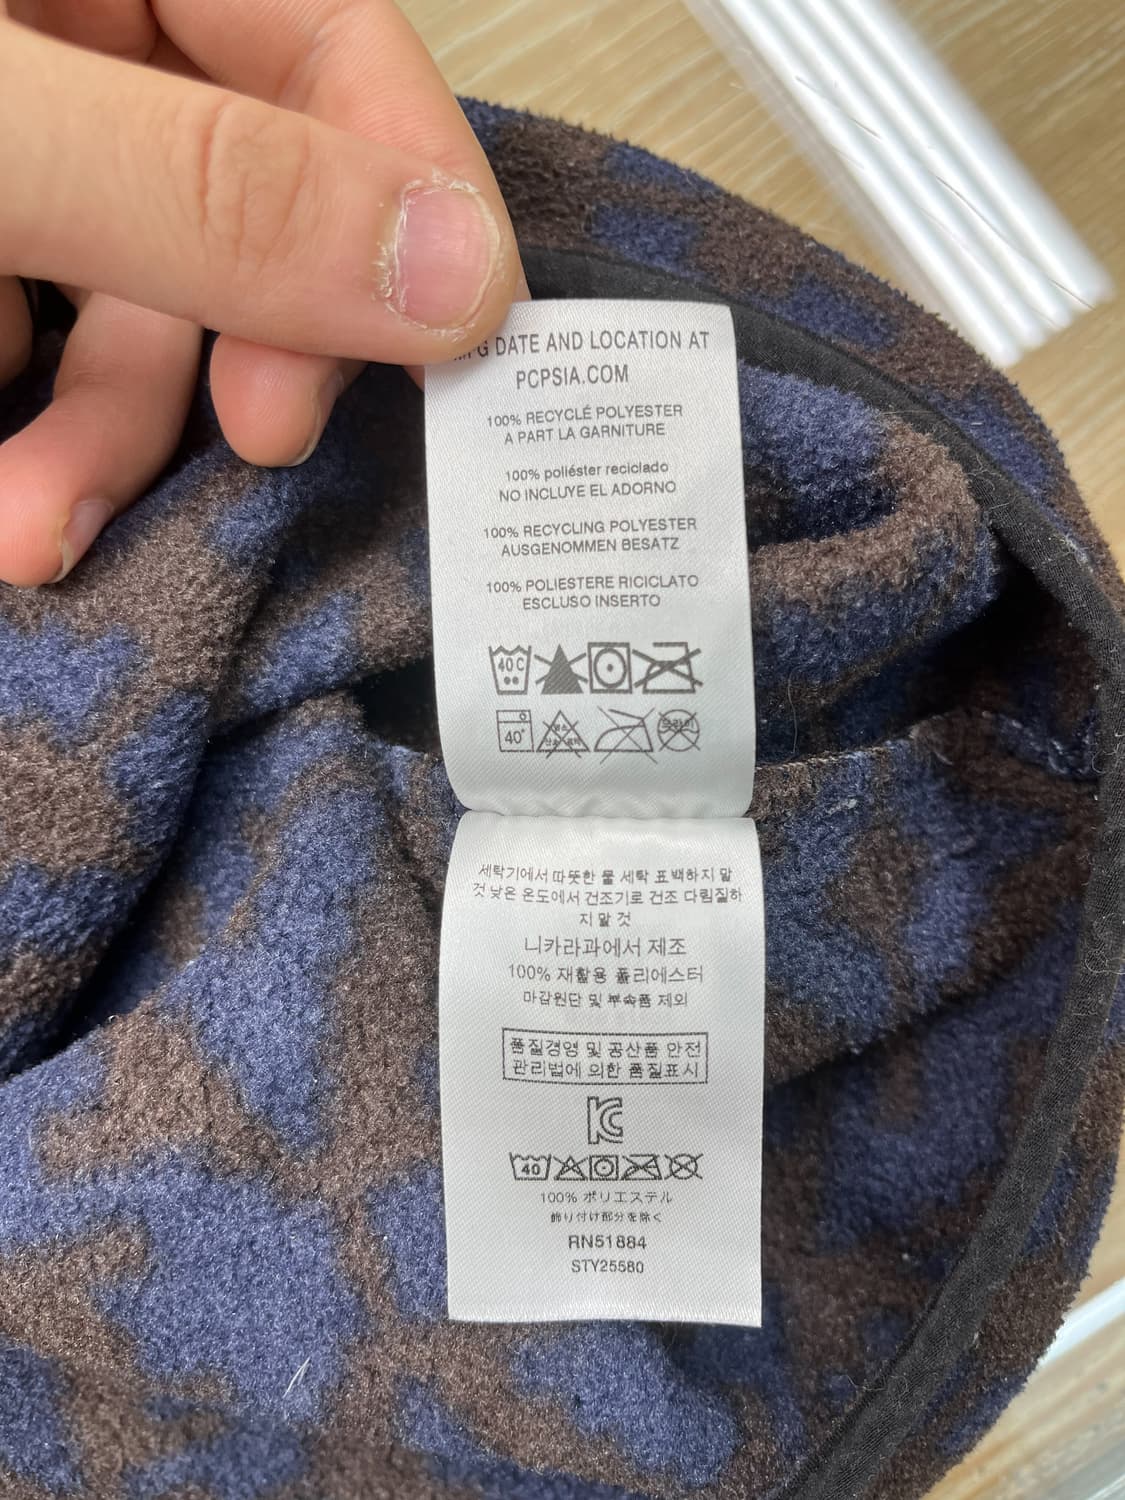 DATE AND LOCATION AT
PCPSIA.COM
100% RECYCLÉ POLYESTER
A PART LA GARNITURE
100% poliéster reciclado
NO INCLUYE EL ADORNO
100% RECYCLING POLYESTER
AUSGENOMMEN BESATZ
100% POLIESTERE RICICLATO
ESCLUSO INSERTO
40 C
40°
세탁기에서 따뜻한 물 세탁 표백하지 말
것 낮은 온도에서 건조기로 건조 다림질하
지 말 것
니카라과에서 제조
100% 재활용 폴리에스터
마감원단 및 부속품 제외
품질경영 및 공산품 안전
관리법에 의한 품질표시
KC
40
100% ポリエステル
飾り付け部分を除く
RN51884
STY25580